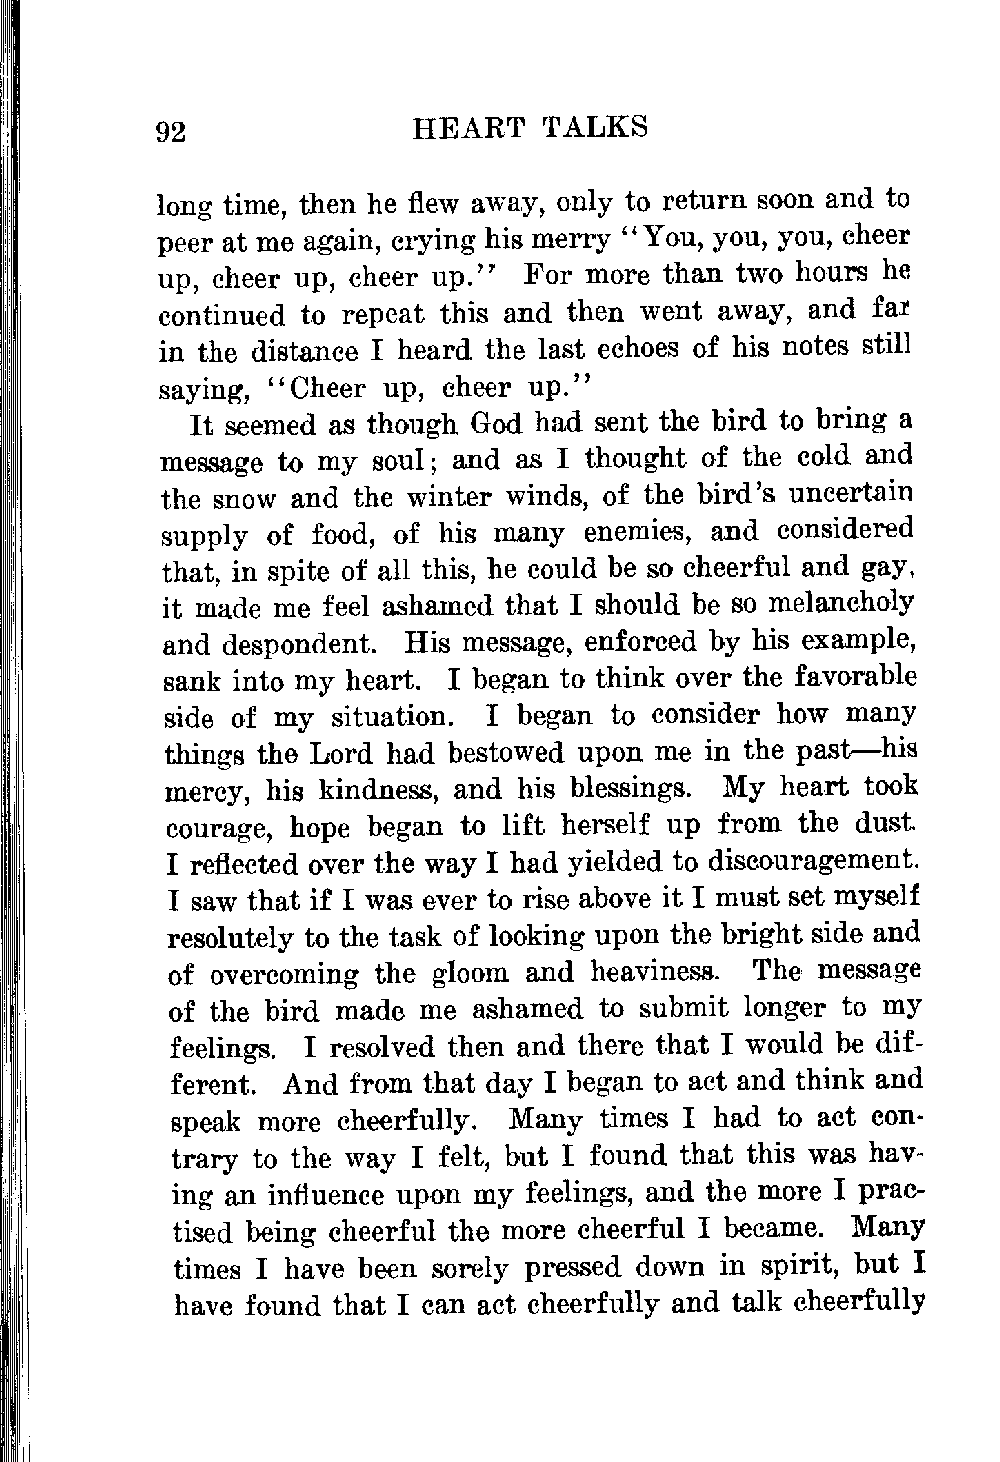 92 HEART TALKS
long time, then he flew away, only to return soon and to
peer at me again, crying his merry "You, you, you, cheer
up, cheer up, cheer up." For more than two hours he
continued to repeat this and then went away, and far
in the distance I heard the last echoes of his notes still
saying, "Cheer up, cheer up."
It seemed as though God had sent the bird to bring a
message to my soul; and as I thought of the cold and
the snow and the winter winds, of the bird's uncertain
supply of food, of his many enemies, and considered
that, in spite of all this, he could be so cheerful and gay,
it made me feel ashamed that I should be so melancholy
and despondent. His message, enforced by his example,
sank into my heart. I began to think over the favorable
side of my situation. I began to consider how many
things the Lord had bestowed upon me in the past—his
mercy, his kindness, and his blessings. My heart took
courage, hope began to lift herself up from the dust.
I reflected over the way I had yielded to discouragement.
I saw that if I was ever to rise above it I must set myself
resolutely to the task of looking upon the bright side and
of overcoming the gloom and heaviness. The message
of the bird made me ashamed to submit longer to my
feelings. I resolved then and there that I would be dif-
ferent. And from that day I began to act and think and
speak more cheerfully. Many times I had to act con-
trary to the way I felt, but I found that this was hav-
ing an influence upon my feelings, and the more I prac-
tised being cheerful the more cheerful I became. Many
times I have been sorely pressed down in spirit, but I
have found that I can act cheerfully and talk cheerfully